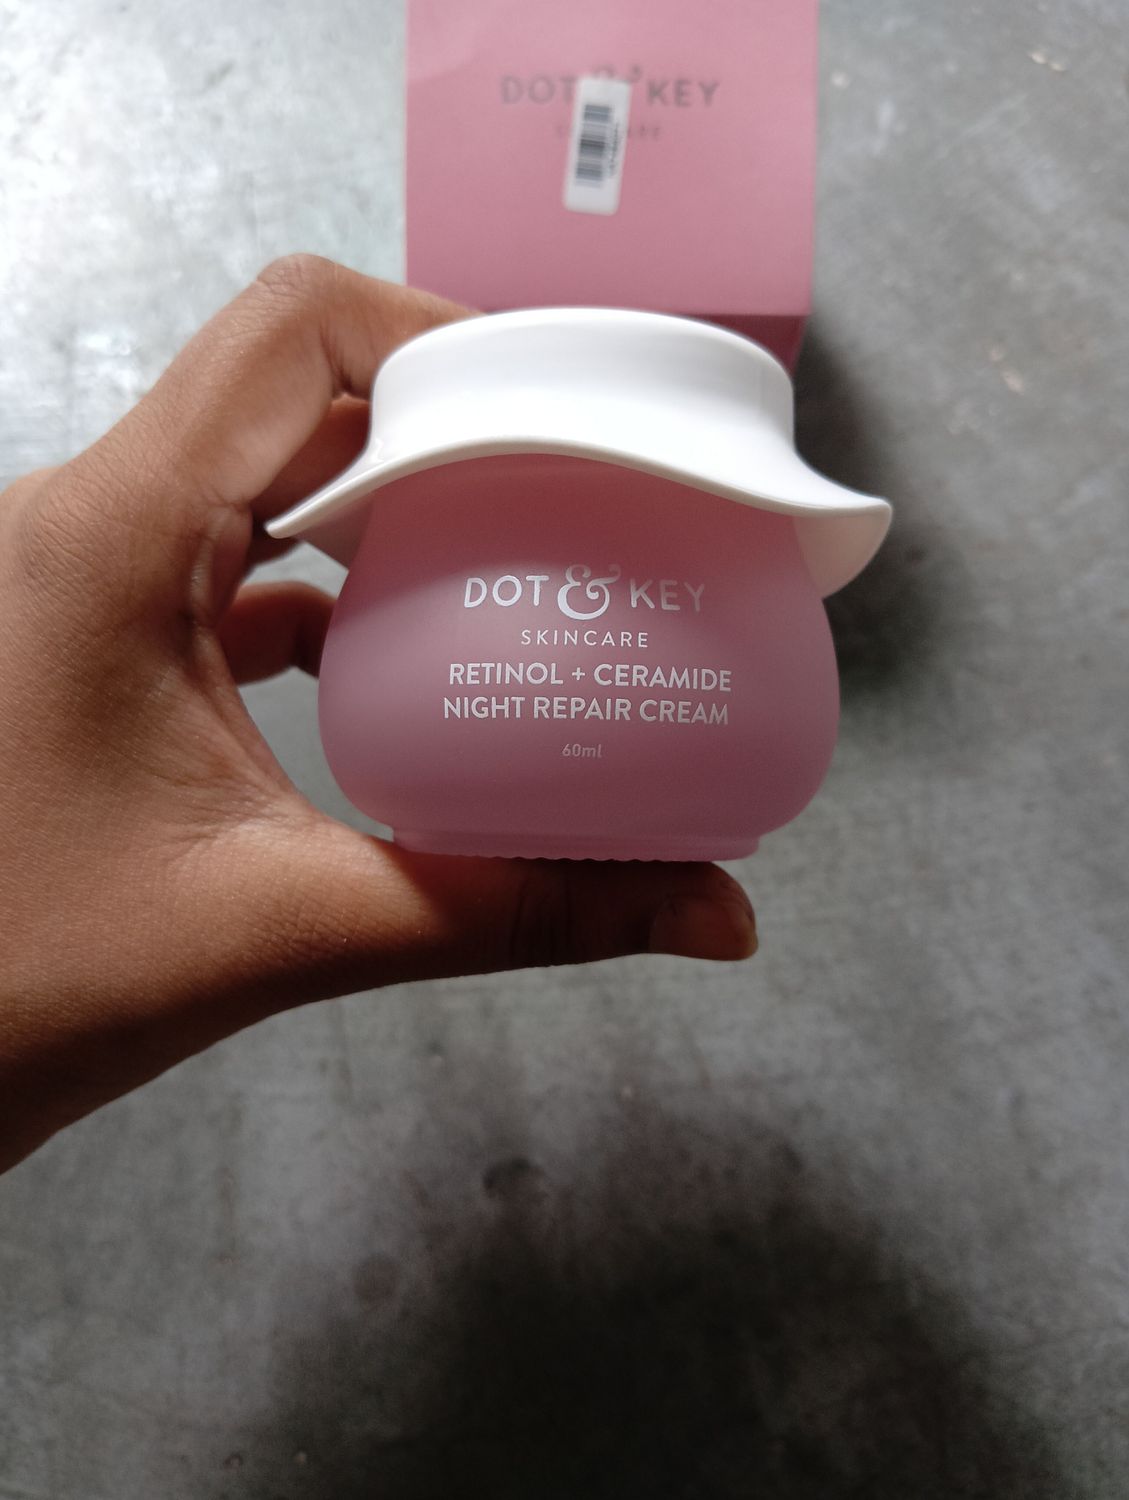 DOT & KEY
DOT & KEY
SKINCARE
RETINOL + CERAMIDE
NIGHT REPAIR CREAM
60ml